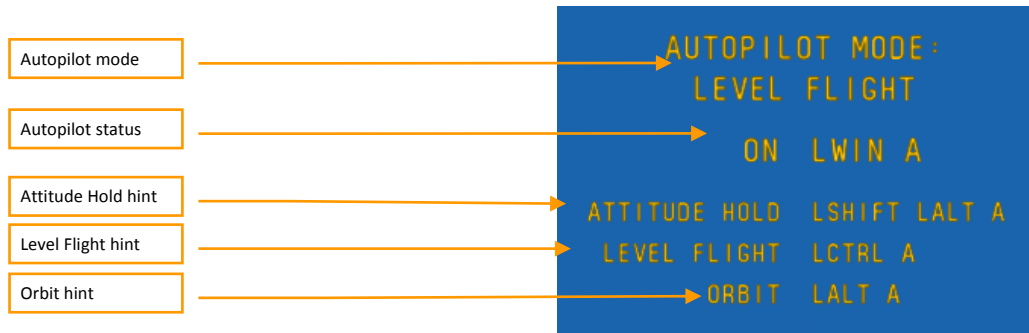 Autopilot mode
Autopilot status
Attitude Hold hint
Level Flight hint
Orbit hint
AUTOPILOT MODE:
LEVEL FLIGHT
ON LWIN A
ATTITUDE HOLD LSHIFT LALT A
LEVEL FLIGHT LCTRL A
ORBIT LALT A